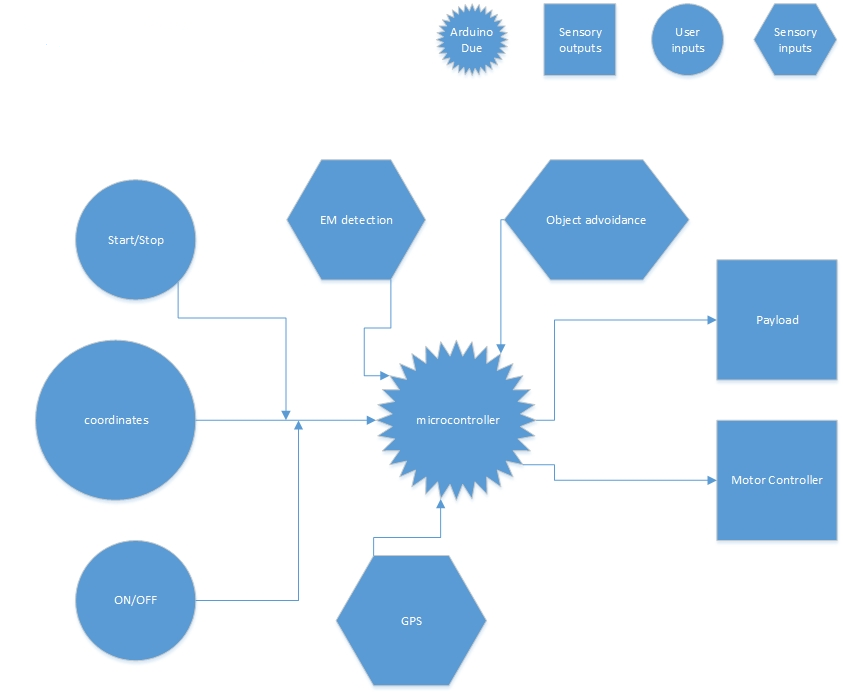 Arduino
Due
Sensory
outputs
User
inputs
Sensory
inputs
EM detection
Object advoidance
Start/Stop
Payload
coordinates
microcontroller
Motor Controller
ON/OFF
GPS